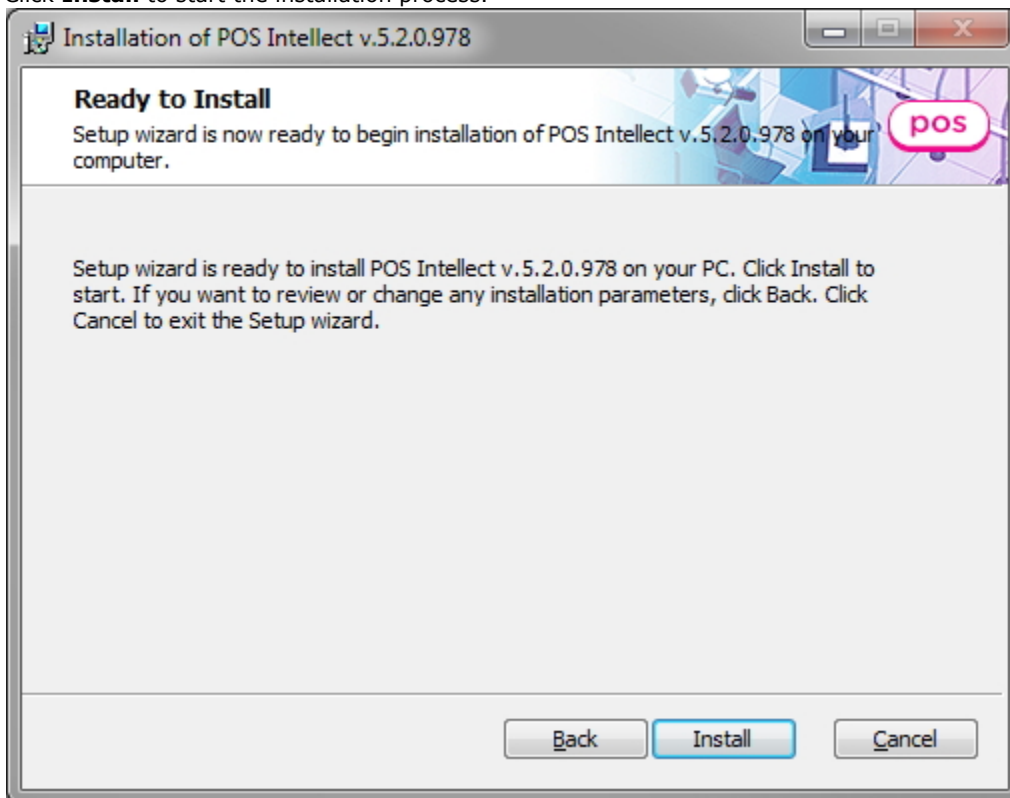 Click Install to start the installation process.
Installation of POS Intellect v.5.2.0.978
Ready to Install
Setup wizard is now ready to begin installation of POS Intellect v.5.2.0.978 on your
computer.
pos
Setup wizard is ready to install POS Intellect v.5.2.0.978 on your PC. Click Install to
start. If you want to review or change any installation parameters, click Back. Click
Cancel to exit the Setup wizard.
Back Install Cancel